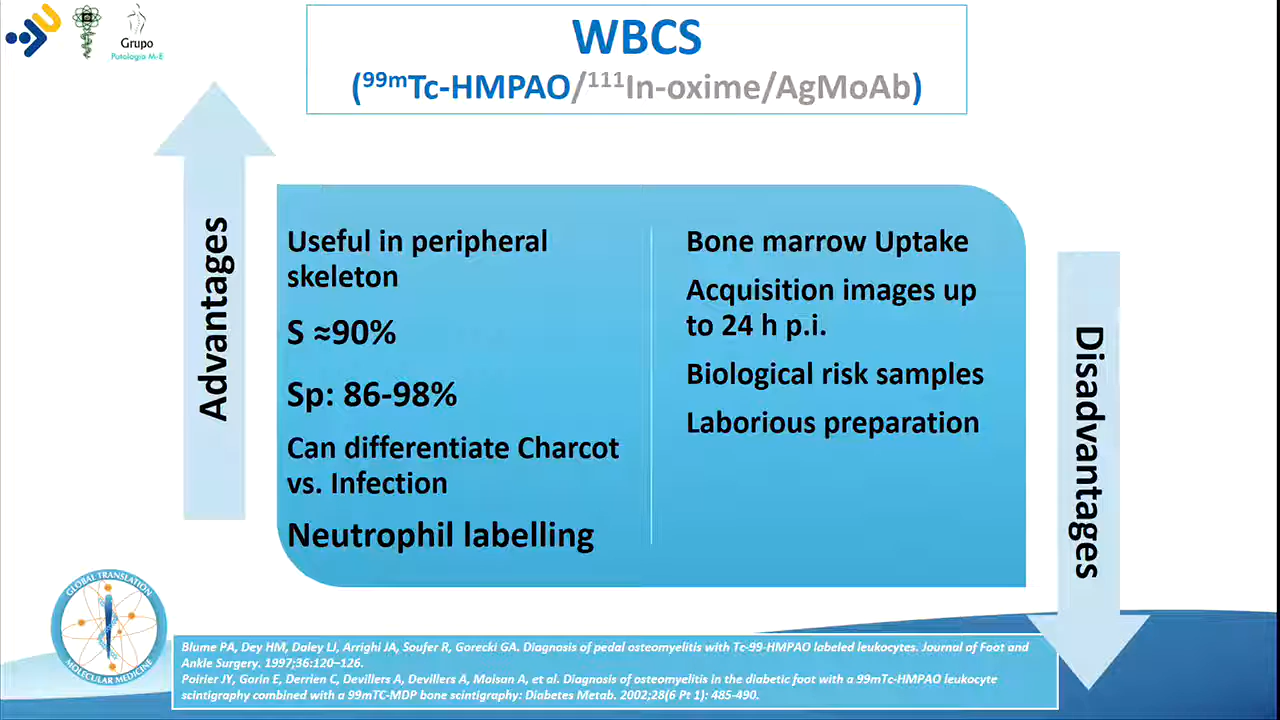 Grupo
Patología M-E
WBCS
(99mTc-HMPAO/111In-oxime/AgMoAb)
Advantages
Useful in peripheral
skeleton
S ≈90%
Sp: 86-98%
Can differentiate Charcot
vs. Infection
Neutrophil labelling
Bone marrow Uptake
Acquisition images up
to 24 h p.i.
Biological risk samples
Laborious preparation
Disadvantages
GLOBAL TRANSLATION
MOLECULAR MEDICINE
Blume PA, Dey HM, Daley LJ, Arrighi JA, Soufer R, Gorecki GA. Diagnosis of pedal osteomyelitis with Tc-99-HMPAO labeled leukocytes. Journal of Foot and
Ankle Surgery. 1997;36:120–126.
Poirier JY, Garin E, Derrien C, Devillers A, Devillers A, Moisan A, et al. Diagnosis of osteomyelitis in the diabetic foot with a 99mTc-HMPAO leukocyte
scintigraphy combined with a 99mTC-MDP bone scintigraphy: Diabetes Metab. 2002;28(6 Pt 1): 485-490.